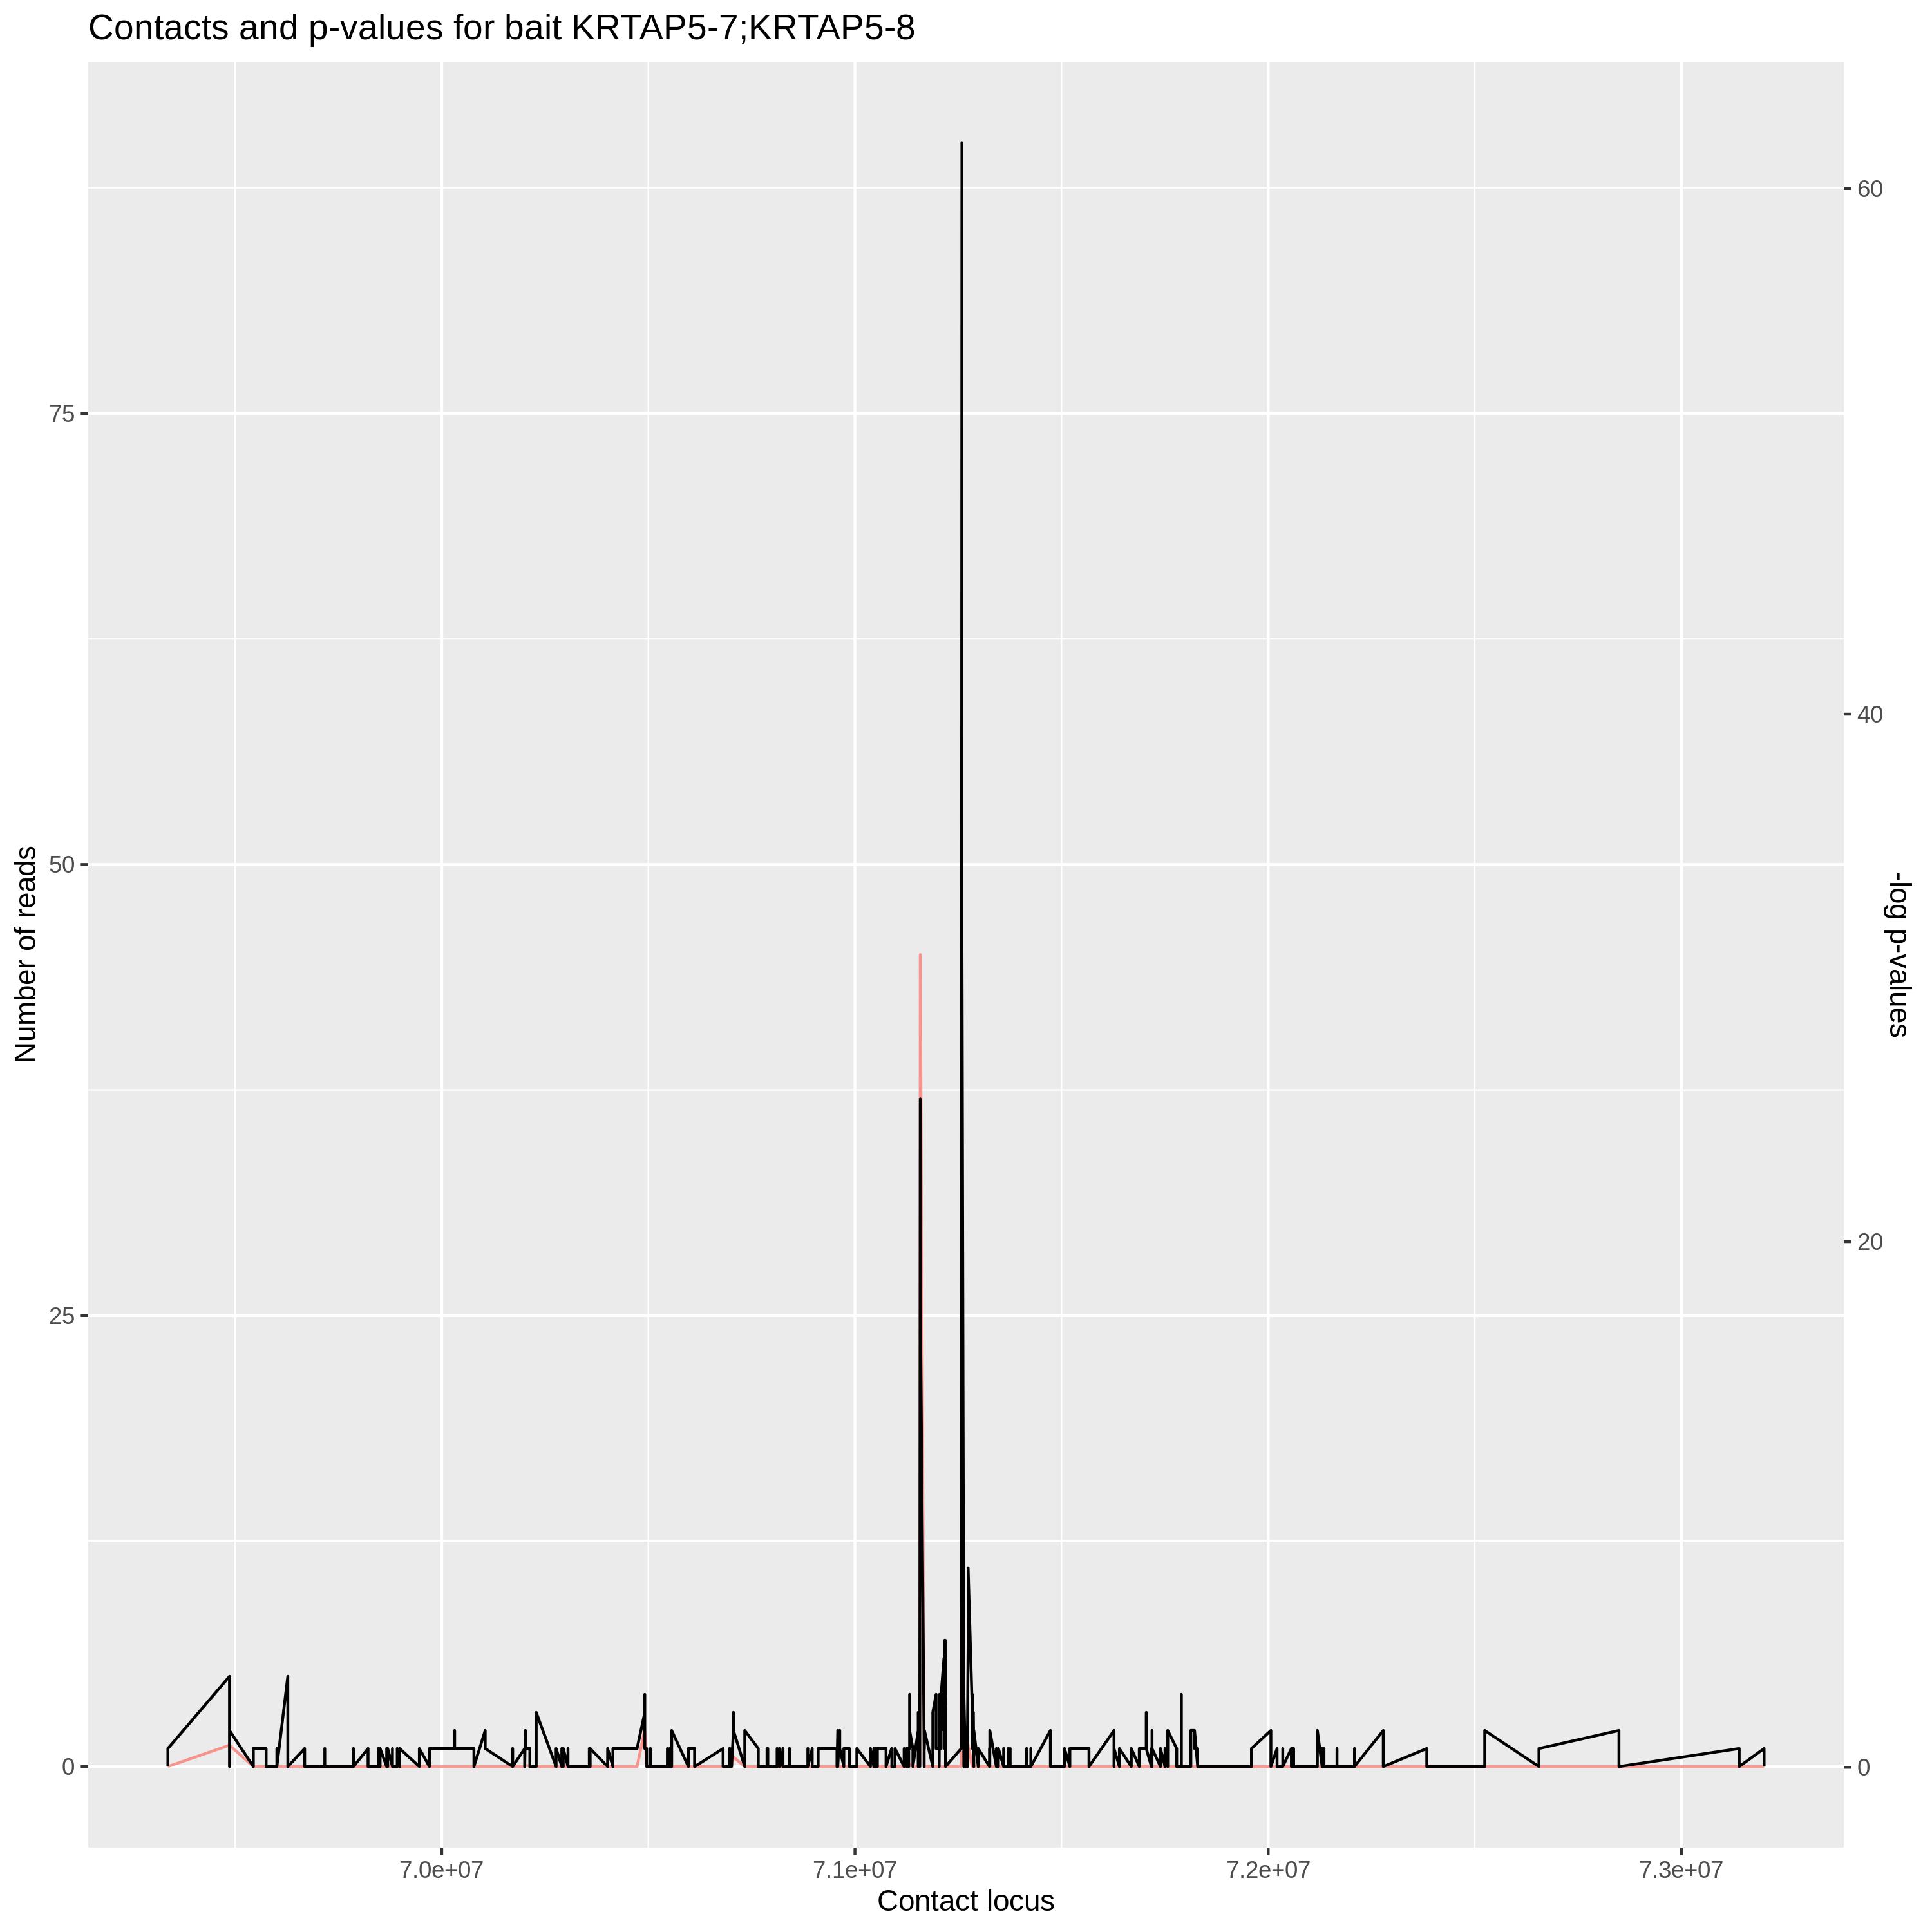 Contacts and p-values for bait KRTAP5-7;KRTAP5-8
Number of reads
75
50
25
0
60
40
20
0
-log p-values
7.0e+07 7.1e+07 7.2e+07 7.3e+07
Contact locus